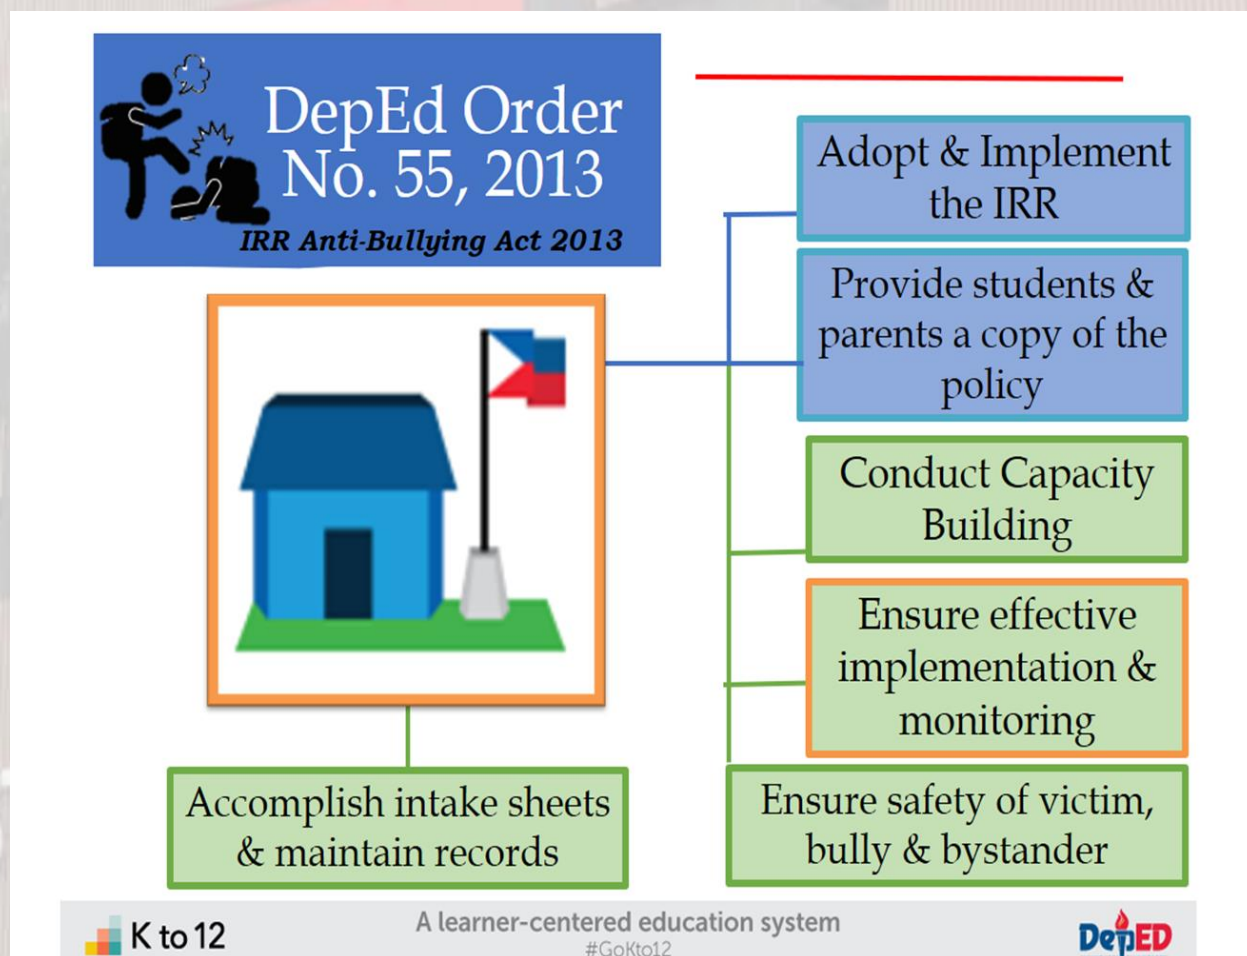 DepEd Order
No. 55, 2013
IRR Anti-Bullying Act 2013
Adopt & Implement
the IRR
Provide students &
parents a copy of the
policy
Conduct Capacity
Building
Ensure effective
implementation &
monitoring
Ensure safety of victim,
bully & bystander
Accomplish intake sheets
& maintain records
K to 12
A learner-centered education system
#GoKto12
DepED